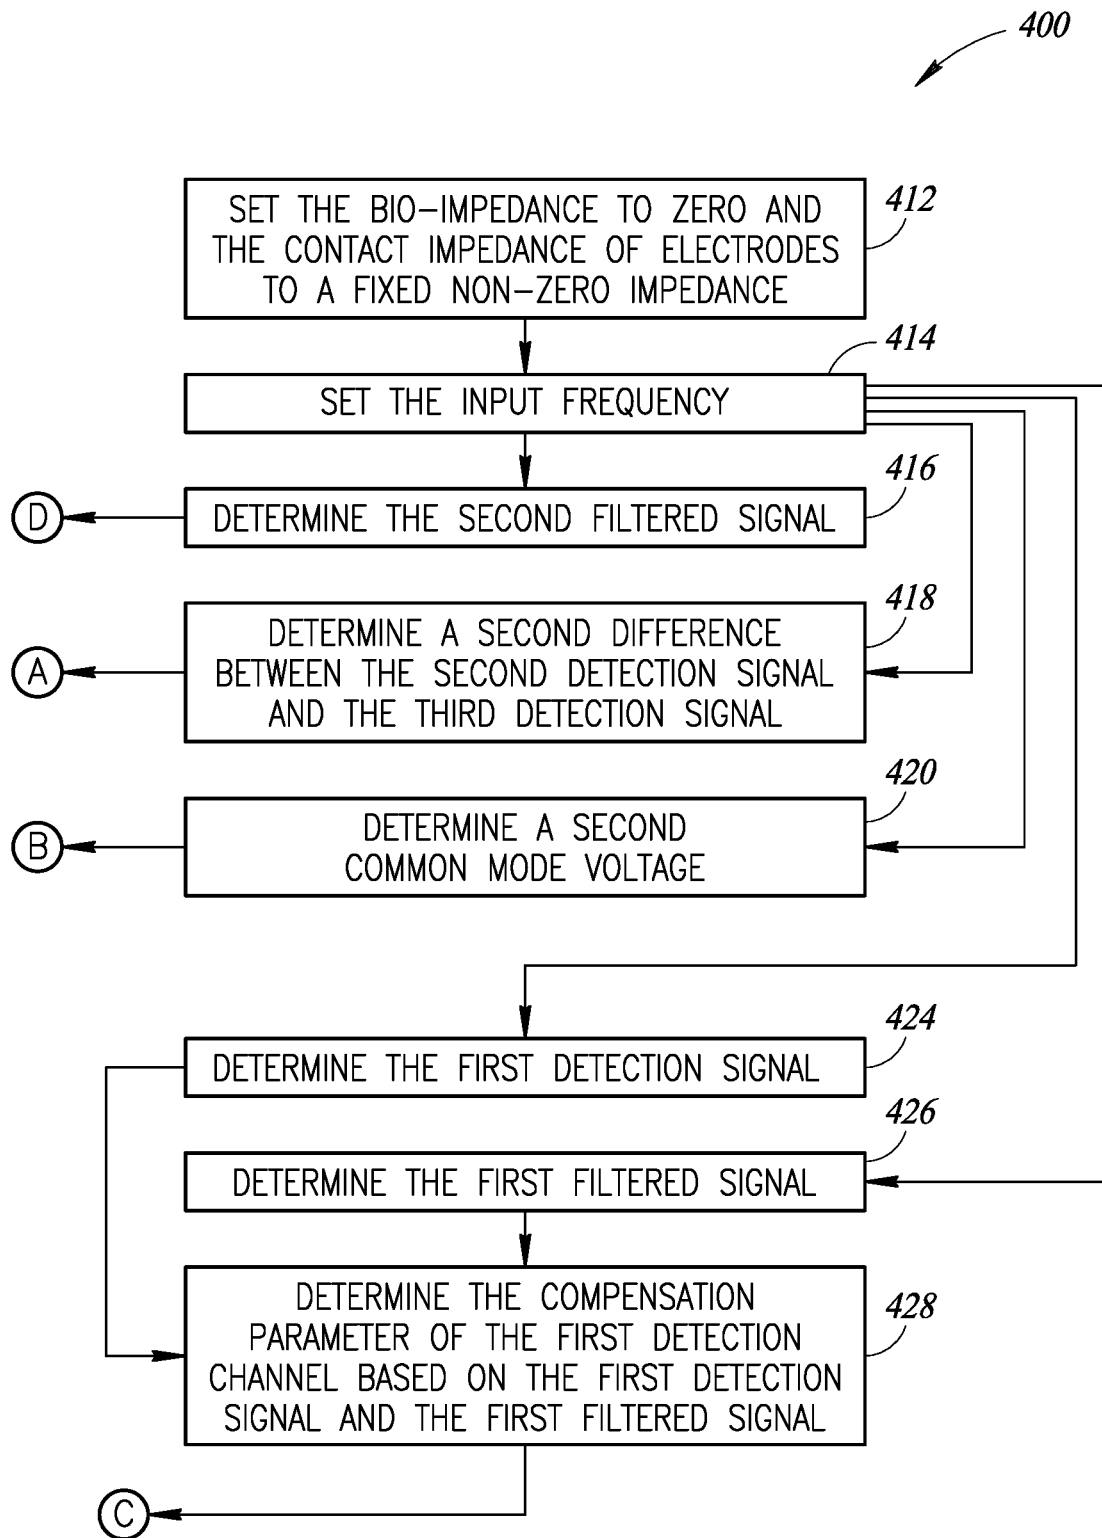 400
412
SET THE BIO-IMPEDANCE TO ZERO AND
THE CONTACT IMPEDANCE OF ELECTRODES
TO A FIXED NON-ZERO IMPEDANCE
414
SET THE INPUT FREQUENCY
416
D
DETERMINE THE SECOND FILTERED SIGNAL
418
DETERMINE A SECOND DIFFERENCE
A
BETWEEN THE SECOND DETECTION SIGNAL
AND THE THIRD DETECTION SIGNAL
420
B
DETERMINE A SECOND
COMMON MODE VOLTAGE
424
DETERMINE THE FIRST DETECTION SIGNAL
426
DETERMINE THE FIRST FILTERED SIGNAL
428
DETERMINE THE COMPENSATION
PARAMETER OF THE FIRST DETECTION
CHANNEL BASED ON THE FIRST DETECTION
SIGNAL AND THE FIRST FILTERED SIGNAL
C